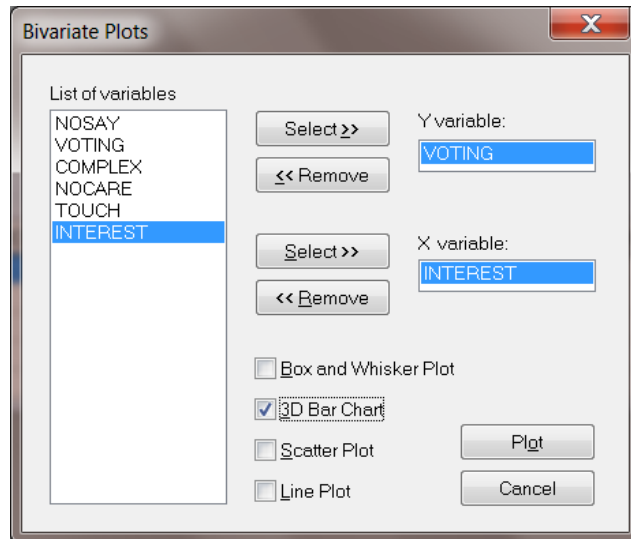 Bivariate Plots
X
List of variables
NOSAY
VOTING
COMPLEX
NOCARE
TOUCH
INTEREST
Select >>
<< Remove
Y variable:
VOTING
Select >>
<< Remove
X variable:
INTEREST
Box and Whisker Plot
3D Bar Chart
Scatter Plot
Line Plot
Plot
Cancel